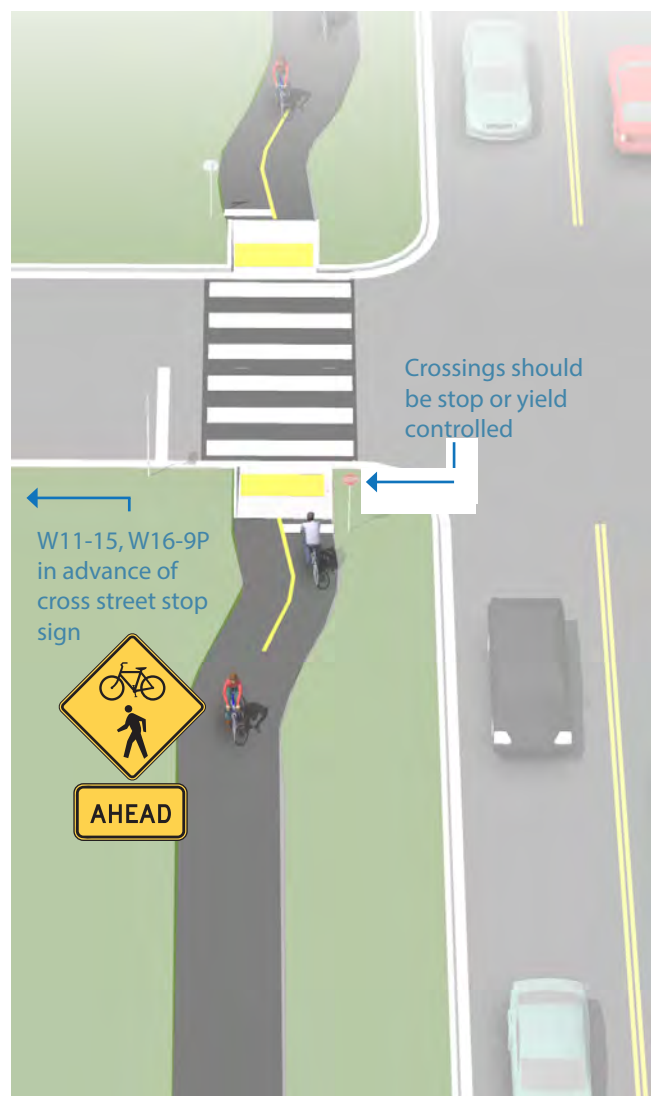 Crossings should
be stop or yield
controlled
W11-15, W16-9P
in advance of
cross street stop
sign
AHEAD